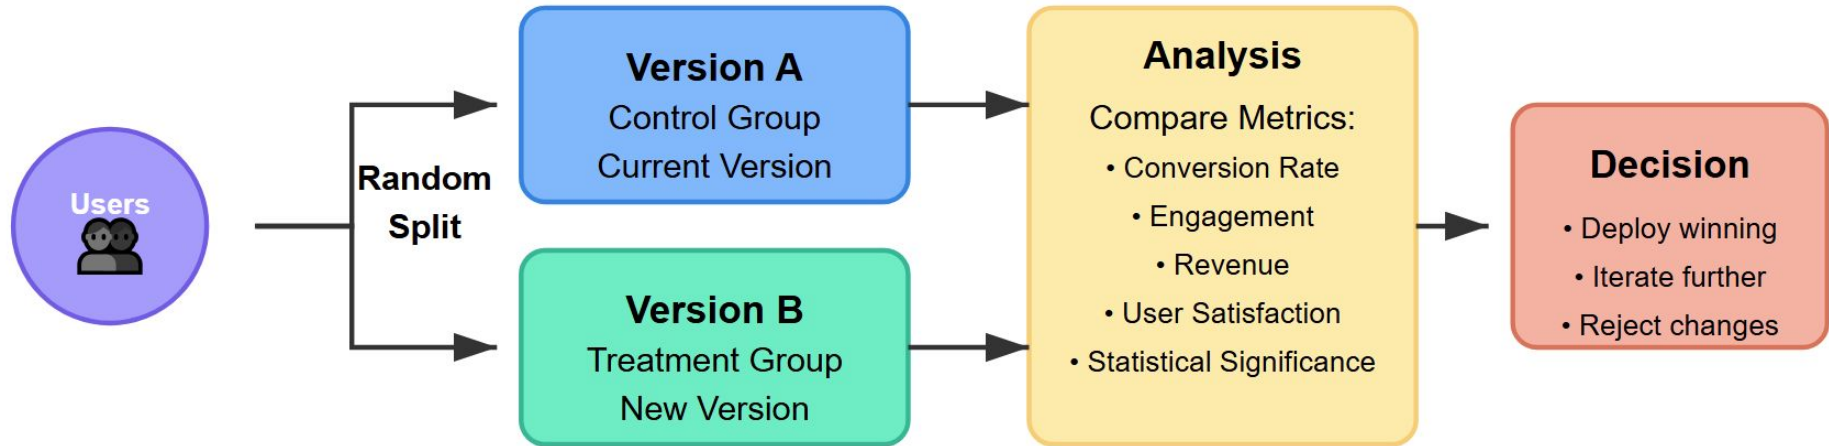 Users
Random
Split
Version A
Control Group
Current Version
Version B
Treatment Group
New Version
Analysis
Compare Metrics:
• Conversion Rate
• Engagement
• Revenue
• User Satisfaction
• Statistical Significance
Decision
• Deploy winning
• Iterate further
• Reject changes